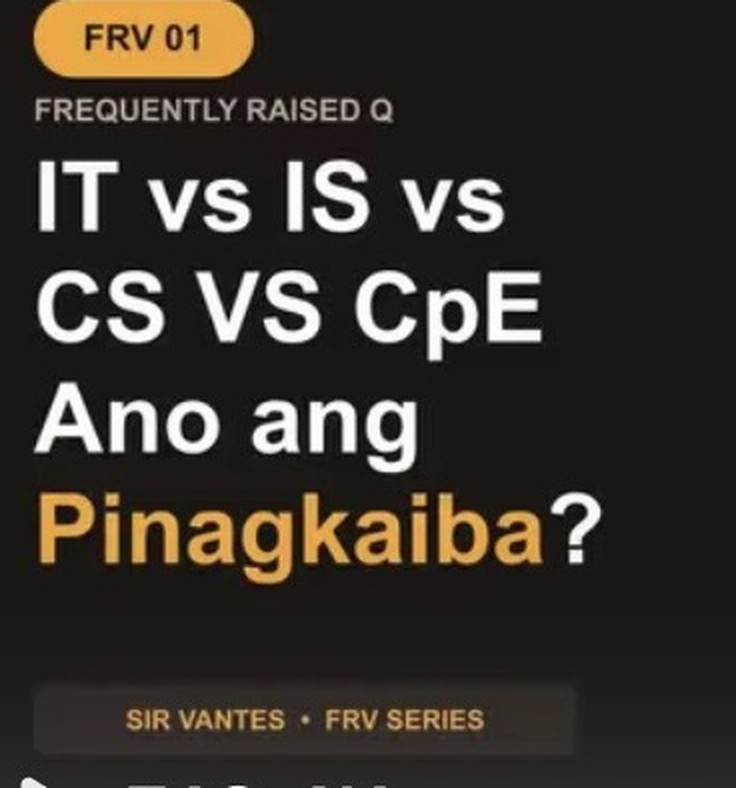 FRV 01
FREQUENTLY RAISED Q
IT vs IS vs
CS VS CpE
Ano ang
Pinagkaiba?
SIR VANTES • FRV SERIES